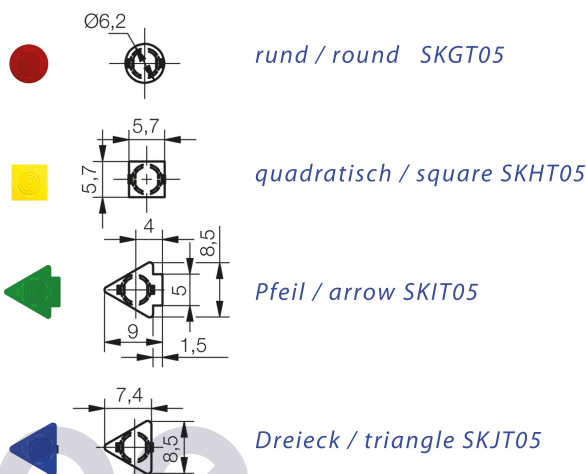 Ø6,2
rund / round SKGT05
5,7
5,7
quadratisch / square SKHT05
4
8,5
5
Pfeil / arrow SKIT05
9
1,5
7,4
8,5
Dreieck / triangle SKJT05